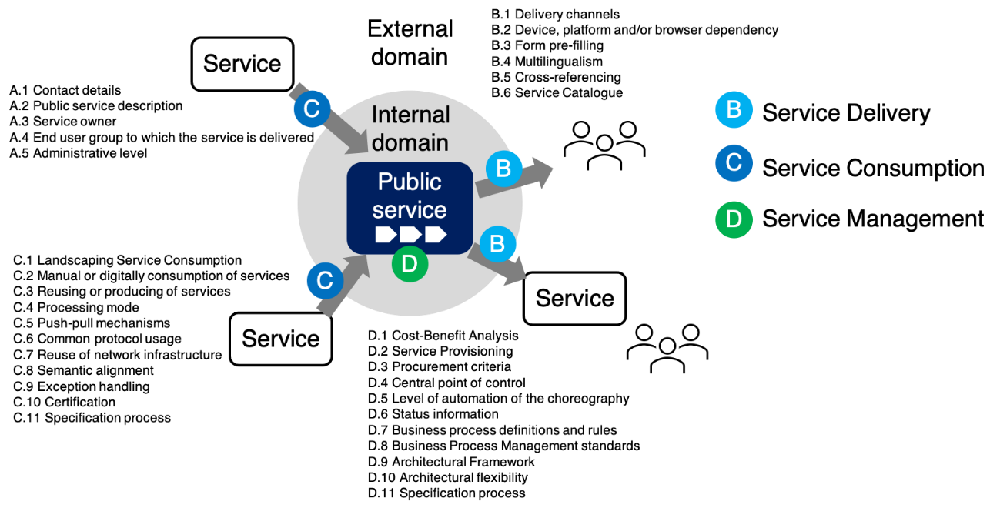 External
domain
B.1 Delivery channels
B.2 Device, platform and/or browser dependency
B.3 Form pre-filling
B.4 Multilingualism
B.5 Cross-referencing
B.6 Service Catalogue
Service
A.1 Contact details
A.2 Public service description
A.3 Service owner
A.4 End user group to which the service is delivered
A.5 Administrative level
C
Internal
domain
B
Service Delivery
C
Service Consumption
D
Service Management
Public
service
B
B
D
C
Service
Service
C.1 Landscaping Service Consumption
C.2 Manual or digitally consumption of services
C.3 Reusing or producing of services
C.4 Processing mode
C.5 Push-pull mechanisms
C.6 Common protocol usage
C.7 Reuse of network infrastructure
C.8 Semantic alignment
C.9 Exception handling
C.10 Certification
C.11 Specification process
D.1 Cost-Benefit Analysis
D.2 Service Provisioning
D.3 Procurement criteria
D.4 Central point of control
D.5 Level of automation of the choreography
D.6 Status information
D.7 Business process definitions and rules
D.8 Business Process Management standards
D.9 Architectural Framework
D.10 Architectural flexibility
D.11 Specification process